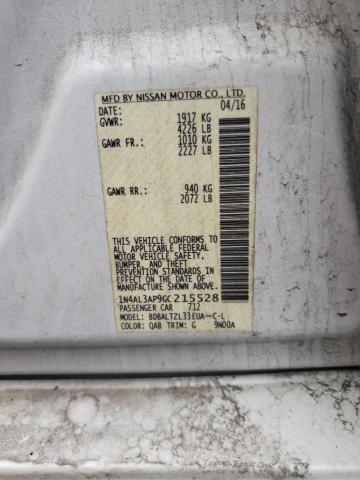 MFD BY NISSAN MOTOR CO., LTD.
DATE: 04/16
GVWR: 1917 KG
4226 LB
GAWR FR: 1010 KG
2227 LB
GAWR RR: 940 KG
2072 LB
THIS VEHICLE CONFORMS TO ALL
APPLICABLE FEDERAL
MOTOR VEHICLE SAFETY,
BUMPER, AND THEFT
PREVENTION STANDARDS
IN EFFECT ON THE DATE OF
MANUFACTURE SHOWN ABOVE.
1N4AL3AP9GC215528
PASSENGER CAR 712
MODEL: BDBALTZL33EUA--C-L
COLOR: QAB TRIM: G 9N00A